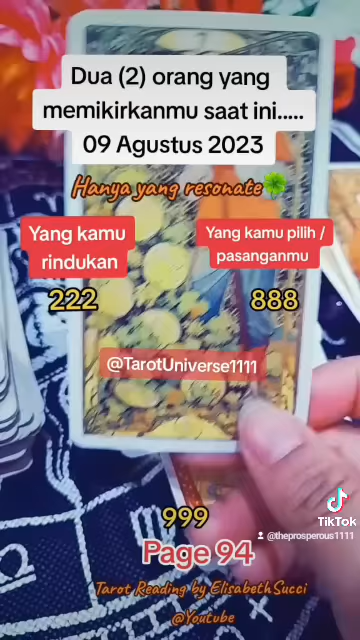 Dua (2) orang yang
memikirkanmu saat ini.....
09 Agustus 2023
Hanya yang resonate🍀
Yang kamu
rindukan
Yang kamu pilih /
pasanganmu
222
888
@TarotUniverse1111
999
TikTok
@theprosperous1111
Page 94
Tarot Reading by ElisabethSucci
@Youtube